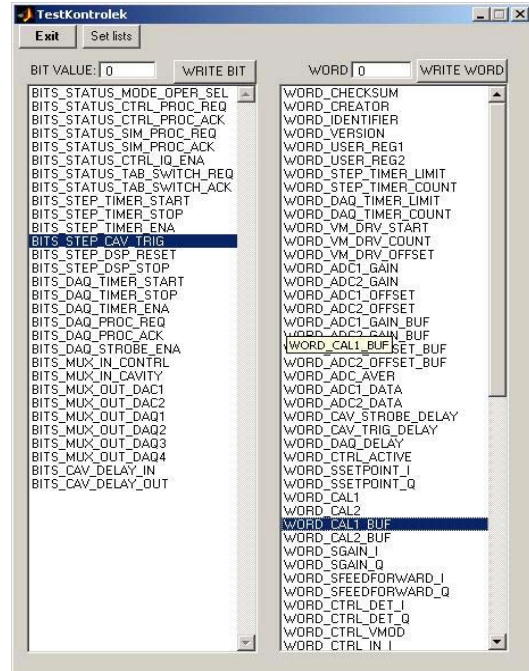 TestKontrolek
Exit Set lists
BIT VALUE: 0 WRITE BIT
BITS_STATUS_MODE_OPER_SEL
BITS_STATUS_CTRL_PROC_REQ
BITS_STATUS_CTRL_PROC_ACK
BITS_STATUS_SIM_PROC_REQ
BITS_STATUS_SIM_PROC_ACK
BITS_STATUS_CTRL_IQ_ENA
BITS_STATUS_TAB_SWITCH_REQ
BITS_STATUS_TAB_SWITCH_ACK
BITS_STEP_TIMER_START
BITS_STEP_TIMER_STOP
BITS_STEP_TIMER_ENA
BITS_STEP_CAV_TRIG
BITS_STEP_DSP_RESET
BITS_STEP_DSP_STOP
BITS_DAQ_TIMER_START
BITS_DAQ_TIMER_STOP
BITS_DAQ_TIMER_ENA
BITS_DAQ_PROC_REQ
BITS_DAQ_PROC_ACK
BITS_DAQ_STROBE_ENA
BITS_MUX_IN_CONTRL
BITS_MUX_IN_CAVITY
BITS_MUX_OUT_DAC1
BITS_MUX_OUT_DAC2
BITS_MUX_OUT_DAQ1
BITS_MUX_OUT_DAQ2
BITS_MUX_OUT_DAQ3
BITS_MUX_OUT_DAQ4
BITS_CAV_DELAY_IN
BITS_CAV_DELAY_OUT
WORD 0 WRITE WORD
WORD_CHECKSUM
WORD_CREATOR
WORD_IDENTIFIER
WORD_VERSION
WORD_USER_REG1
WORD_USER_REG2
WORD_STEP_TIMER_LIMIT
WORD_STEP_TIMER_COUNT
WORD_DAQ_TIMER_LIMIT
WORD_DAQ_TIMER_COUNT
WORD_VM_DRV_START
WORD_VM_DRV_COUNT
WORD_VM_DRV_OFFSET
WORD_ADC1_GAIN
WORD_ADC2_GAIN
WORD_ADC1_OFFSET
WORD_ADC2_OFFSET
WORD_ADC1_GAIN_BUF
WORD_ADC2_GAIN_BUF
WORD_CAL1_BUF SET_BUF
WORD_ADC2_OFFSET_BUF
WORD_ADC_AVER
WORD_ADC1_DATA
WORD_ADC2_DATA
WORD_CAV_STROBE_DELAY
WORD_CAV_TRIG_DELAY
WORD_DAQ_DELAY
WORD_CTRL_ACTIVE
WORD_SSETPOINT_I
WORD_SSETPOINT_Q
WORD_CAL1
WORD_CAL2
WORD_CAL1_BUF
WORD_CAL2_BUF
WORD_SGAIN_I
WORD_SGAIN_Q
WORD_SFEEDFORWARD_I
WORD_SFEEDFORWARD_Q
WORD_CTRL_DET_I
WORD_CTRL_DET_Q
WORD_CTRL_VMOD
WORD_CTRL_IN_I